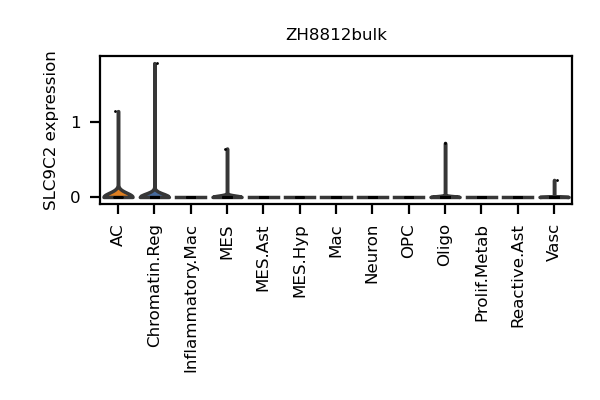 ZH8812bulk
SLC9C2 expression
1
0
AC
Chromatin.Reg
Inflammatory.Mac
MES
MES.Ast
MES.Hyp
Mac
Neuron
OPC
Oligo
Prolif.Metab
Reactive.Ast
Vasc